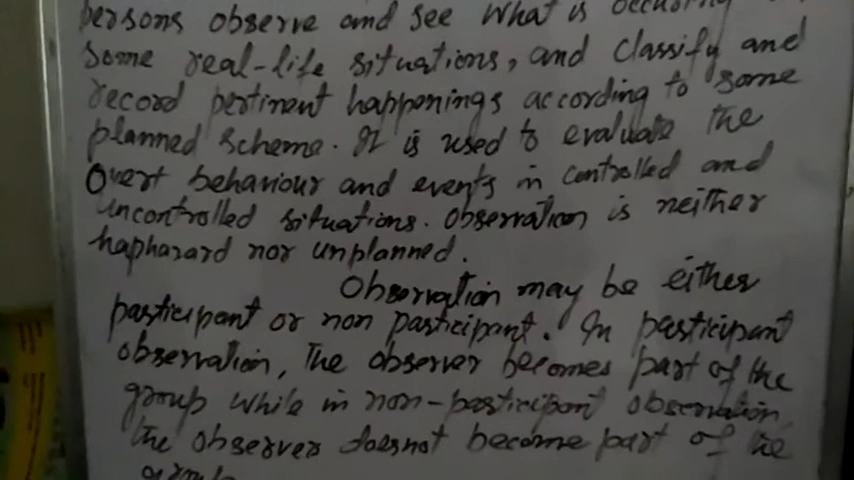 persons observe and see what is occuring
some real-life situations, and classify and
record pertinent happenings according to some
planned scheme. It is used to evaluate the
Overt behaviour and events in controlled and
uncontrolled situations. Observation is neither
haphazard nor unplanned.
Observation may be either
participant or non participant. In participant
observation, The observer becomes part of the
group while in non-participant observation,
the observer doesnot become part of the
group